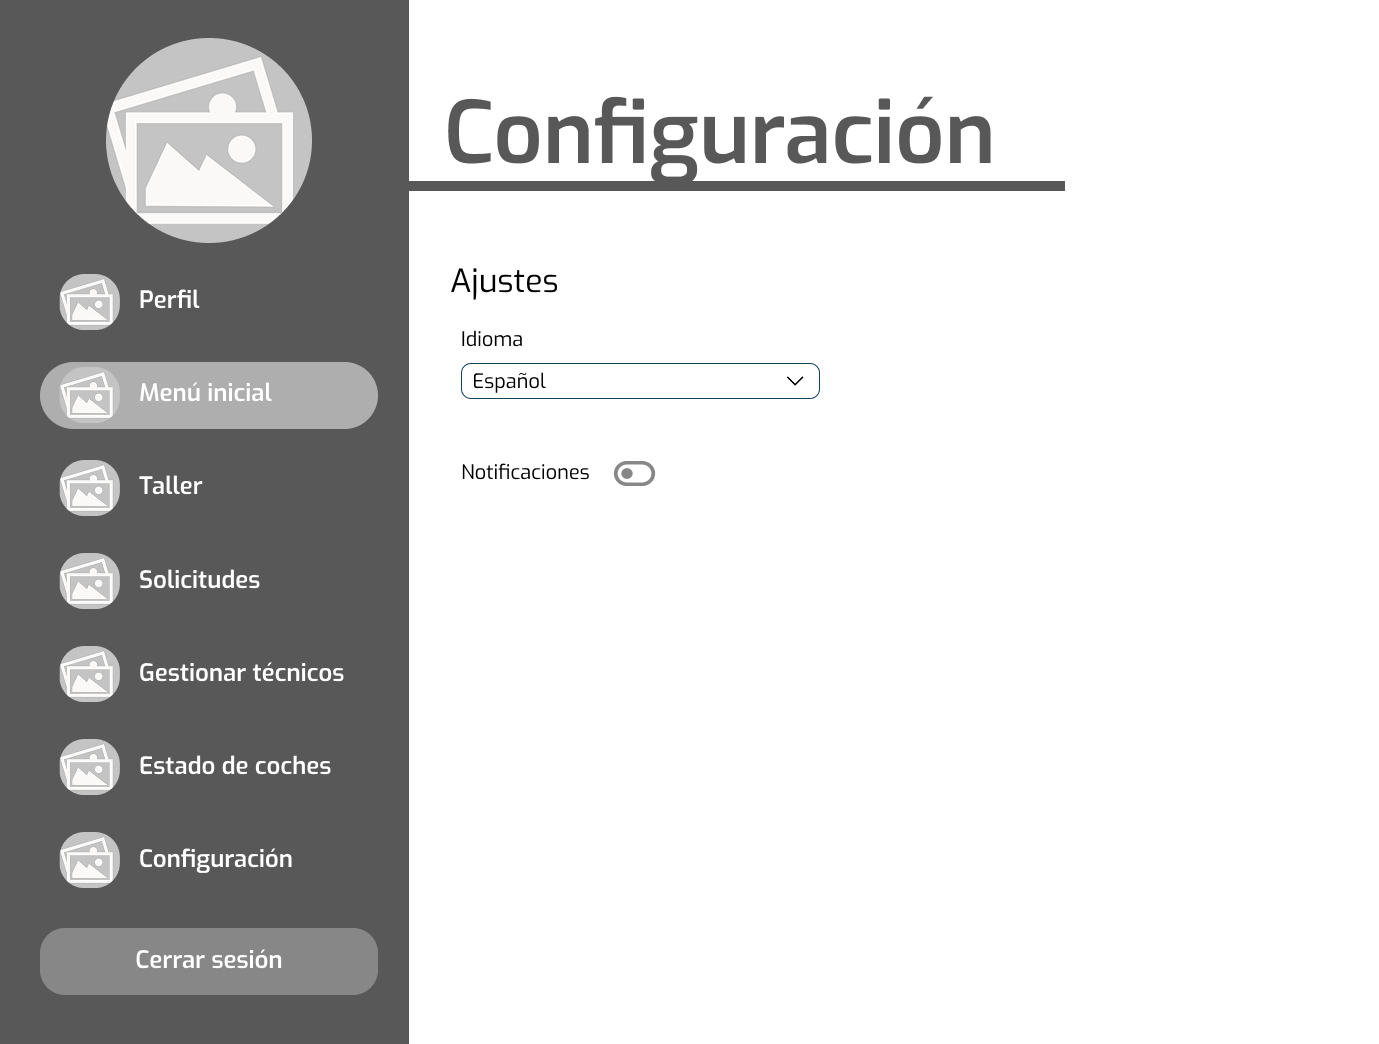 Configuración
Perfil
Menú inicial
Taller
Solicitudes
Gestionar técnicos
Estado de coches
Configuración
Cerrar sesión
Ajustes
Idioma
Español
Notificaciones